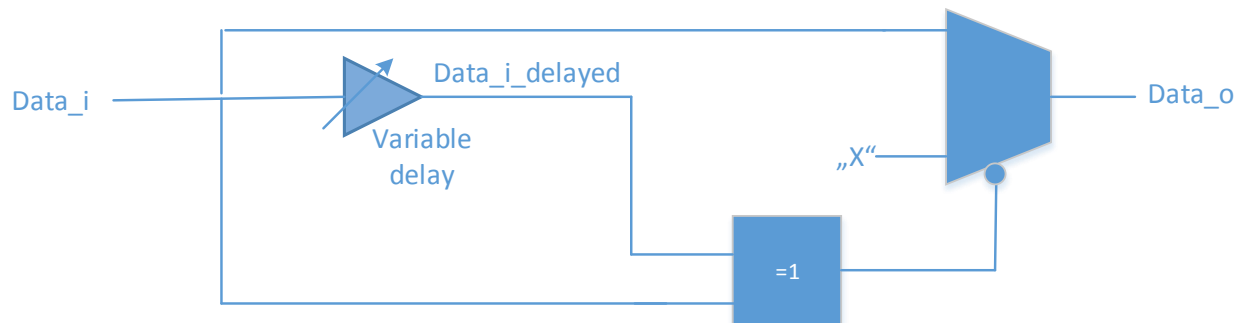 Data_i_delayed
Data_i
Data_o
Variable
delay
„X“
=1